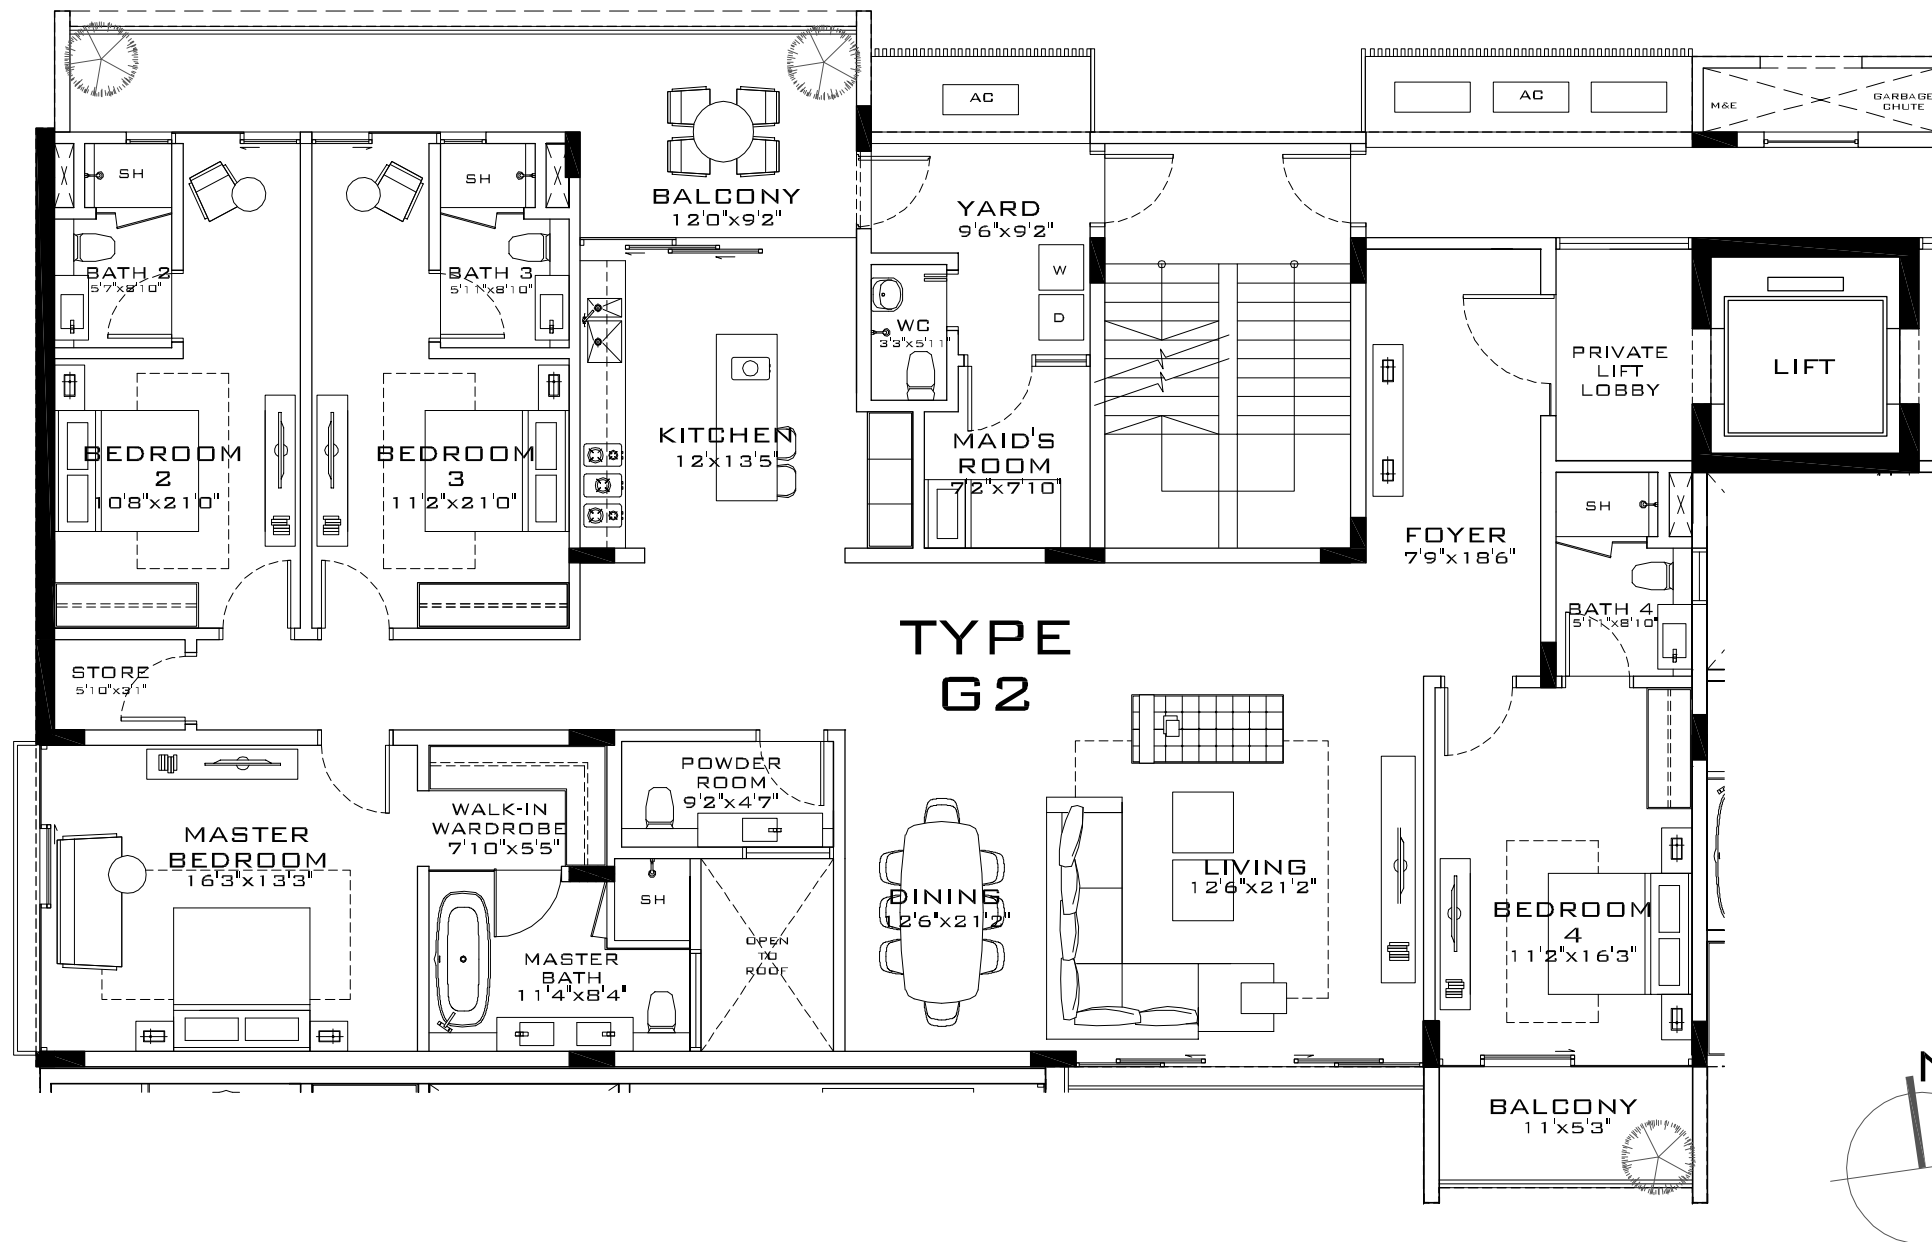 AC
AC
M&E
GARBAGE
CHUTE
SH
SH
BALCONY
12'0"x9'2"
YARD
9'6"x9'2"
BATH 2
5'7"x8'10"
BATH 3
5'11"x8'10"
W
D
WC
3'3"x5'11"
PRIVATE
LIFT
LOBBY
LIFT
BEDROOM
2
10'8"x21'0"
BEDROOM
3
11'2"x21'0"
KITCHEN
12'x13'5"
MAID'S
ROOM
7'2"x7'10"
SH
FOYER
7'9"x18'6"
BATH 4
5'11"x8'10"
TYPE
G2
STORE
5'10"x3'1"
POWDER
ROOM
9'2"x4'7"
WALK-IN
WARDROBE
7'10"x5'5"
MASTER
BEDROOM
16'3"x13'3"
SH
LIVING
12'6"x21'2"
DINING
12'6"x21'2"
BEDROOM
4
11'2"x16'3"
OPEN
TO
ROOF
MASTER
BATH
11'4"x8'4"
BALCONY
11'x5'3"
N